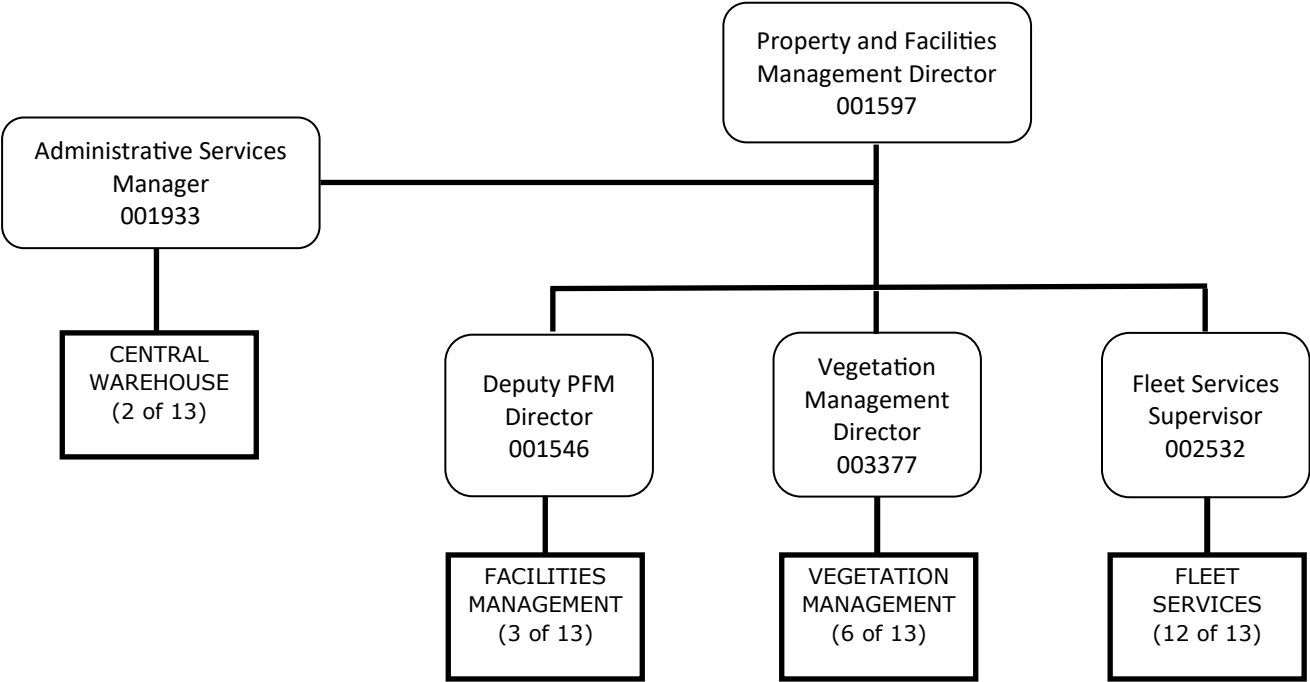 Property and Facilities
Management Director
001597
Administrative Services
Manager
001933
CENTRAL
WAREHOUSE
(2 of 13)
Deputy PFM
Director
001546
Vegetation
Management
Director
003377
Fleet Services
Supervisor
002532
FACILITIES
MANAGEMENT
(3 of 13)
VEGETATION
MANAGEMENT
(6 of 13)
FLEET
SERVICES
(12 of 13)